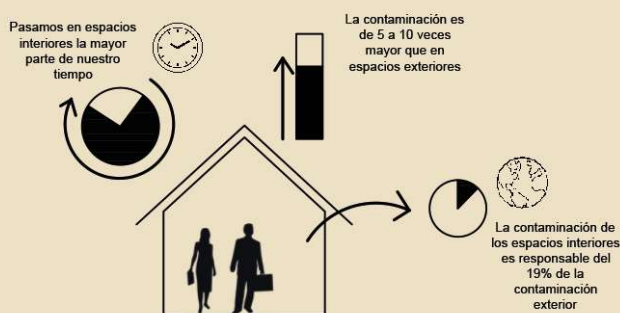 Pasamos en espacios
interiores la mayor
parte de nuestro
tiempo
La contaminación es
de 5 a 10 veces
mayor que en
espacios exteriores
La contaminación de
los espacios interiores
es responsable del
19% de la
contaminación
exterior